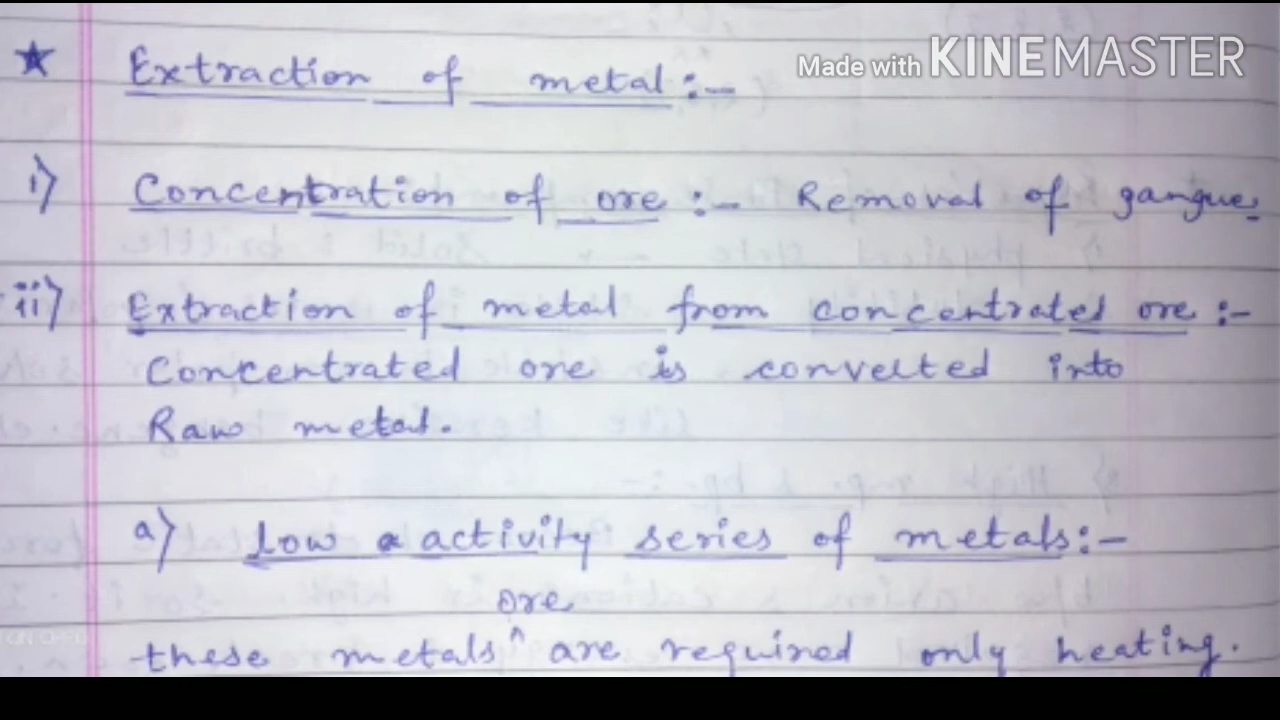 Made with KINEMASTER
★ Extraction of metal:-
i) Concentration of ore:- Removal of gangue.
ii) Extraction of metal from concentrated ore:-
Concentrated ore is converted into
Raw metal.
a) Low a activity series of metals:-
ore
these metals^ are required only heating.